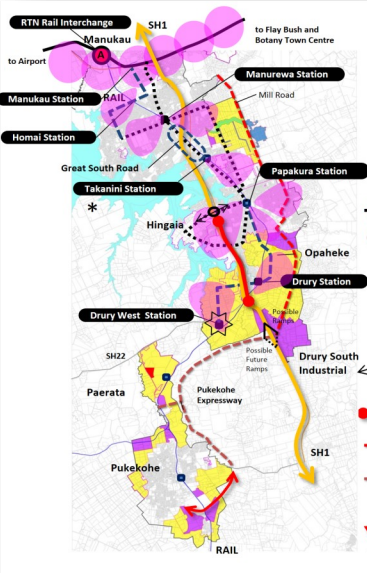 RTN Rail Interchange
SH1
Manukau
to Flay Bush and
Botany Town Centre
A
to Airport
Manurewa Station
Manukau Station
RAIL
Mill Road
Homai Station
Great South Road
Papakura Station
Takanini Station
*
Hingaia
Opaheke
Drury Station
Drury West Station
Possible
Ramps
SH22
Possible
Future
Ramps
Drury South
Industrial
Paerata
Pukekohe
Expressway
SH1
Pukekohe
RAIL